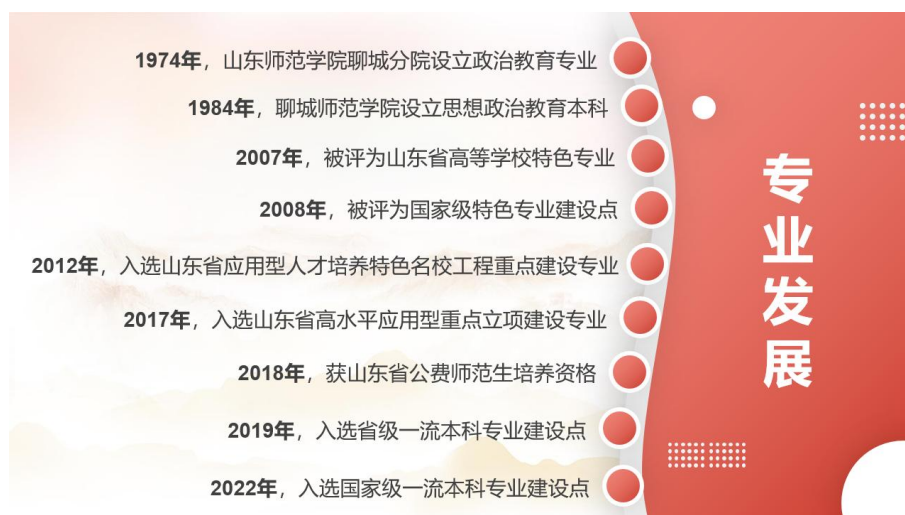 1974年，山东师范学院聊城分院设立政治教育专业
1984年，聊城师范学院设立思想政治教育本科
2007年，被评为山东省高等学校特色专业
2008年，被评为国家级特色专业建设点
2012年，入选山东省应用型人才培养特色名校工程重点建设专业
2017年，入选山东省高水平应用型重点立项建设专业
2018年，获山东省公费师范生培养资格
2019年，入选省级一流本科专业建设点
2022年，入选国家级一流本科专业建设点
专业发展